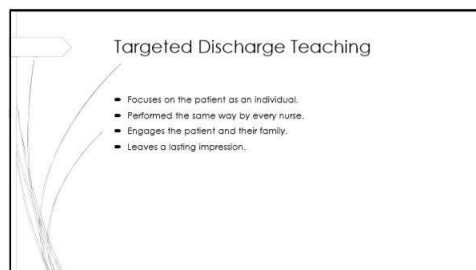 Targeted Discharge Teaching
Focuses on the patient as an individual.
Performed the same way by every nurse.
Engages the patient and their family.
Leaves a lasting impression.